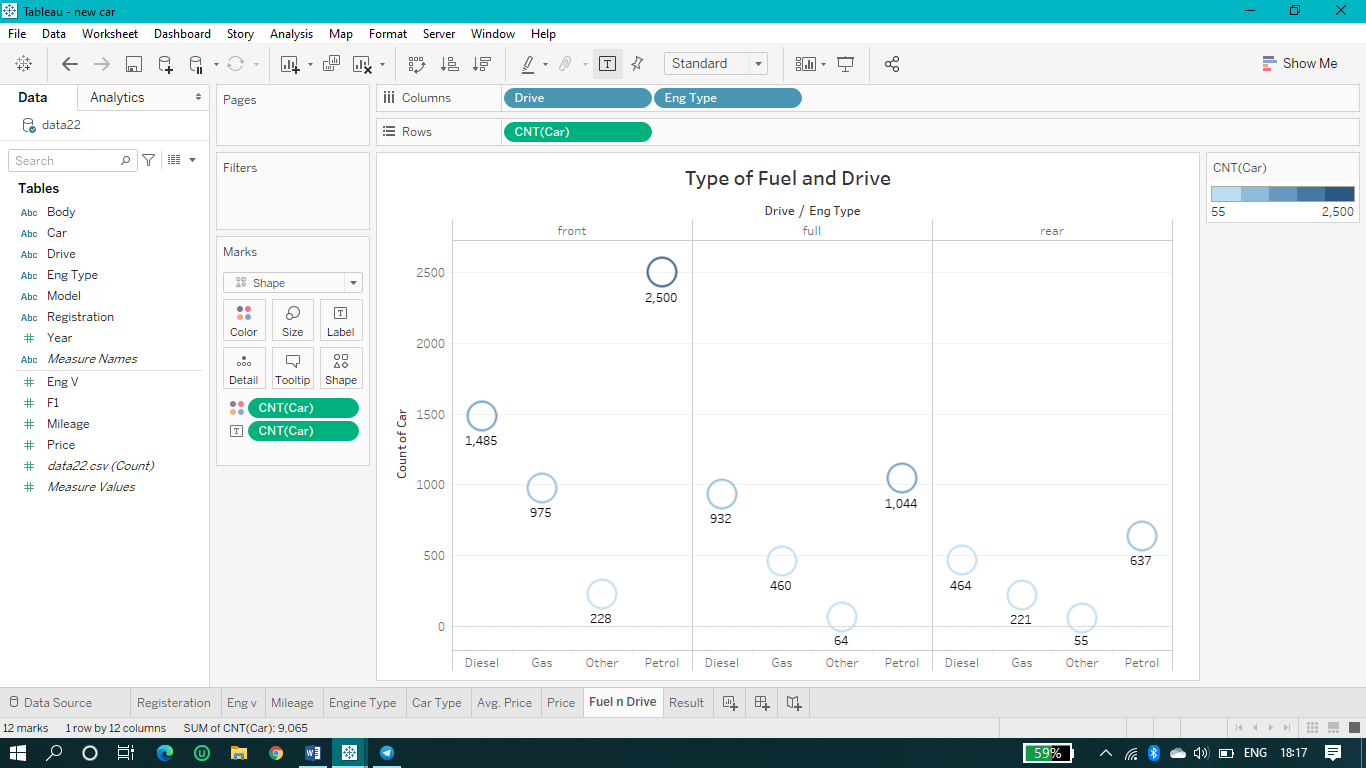 Tableau - new car
File Data Worksheet Dashboard Story Analysis Map Format Server Window Help
Standard
Show Me
Data Analytics
data22
Search
Tables
Abc Body
Abc Car
Abc Drive
Abc Eng Type
Abc Model
Abc Registration
# Year
Abc Measure Names
# Eng V
# F1
# Mileage
# Price
# data22.csv (Count)
# Measure Values
Pages
Filters
Marks
Shape
Color Size Label
Detail Tooltip Shape
CNT(Car)
CNT(Car)
Columns Drive Eng Type
Rows CNT(Car)
Type of Fuel and Drive
Drive / Eng Type
front full rear
Count of Car
2500
2000
1500
1000
500
0
1,485
975
228
2,500
932
460
64
1,044
464
221
55
637
Diesel Gas Other Petrol Diesel Gas Other Petrol Diesel Gas Other Petrol
CNT(Car)
55 2,500
Data Source Registeration Eng v Mileage Engine Type Car Type Avg. Price Price Fuel n Drive Result
12 marks 1 row by 12 columns SUM of CNT(Car): 9,065
59% ENG 18:17